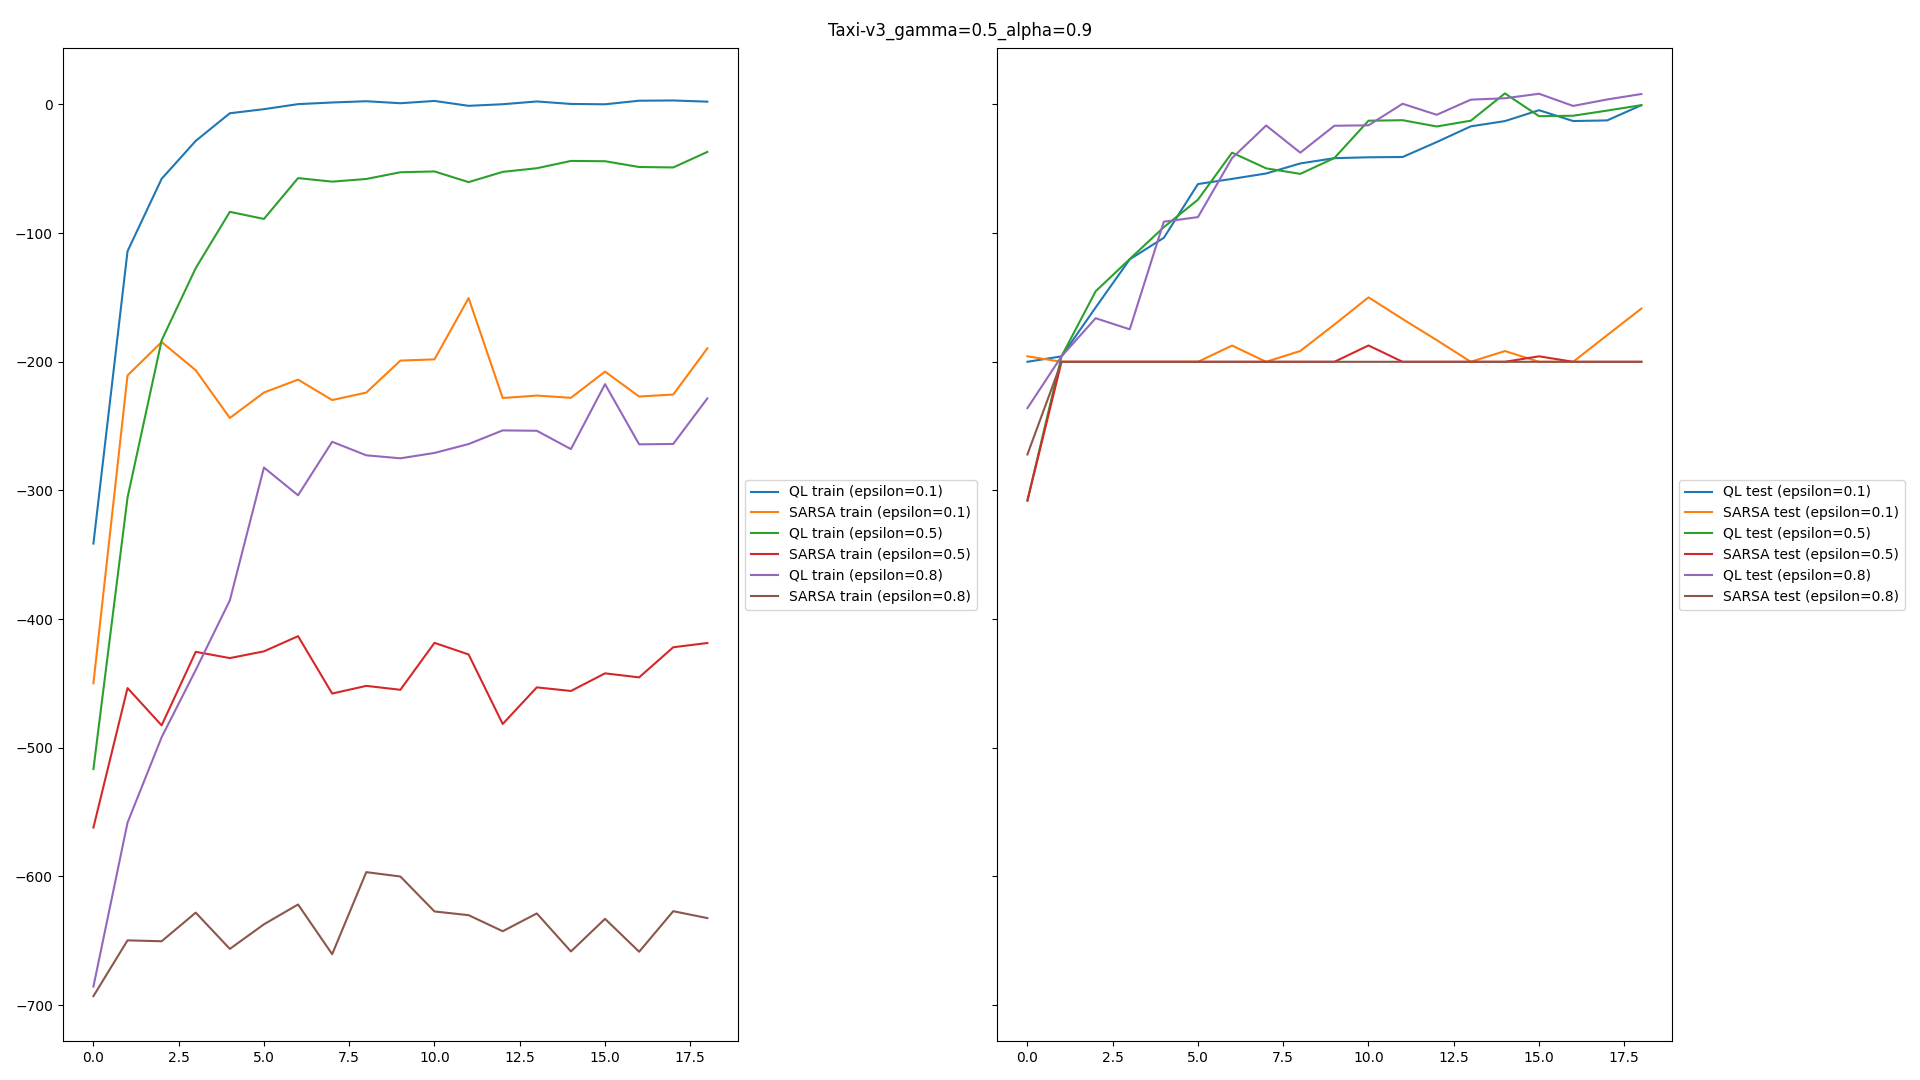 Taxi-v3_gamma=0.5_alpha=0.9
0
−100
−200
−300
−400
−500
−600
−700
0.0 2.5 5.0 7.5 10.0 12.5 15.0 17.5
QL train (epsilon=0.1)
SARSA train (epsilon=0.1)
QL train (epsilon=0.5)
SARSA train (epsilon=0.5)
QL train (epsilon=0.8)
SARSA train (epsilon=0.8)
0.0 2.5 5.0 7.5 10.0 12.5 15.0 17.5
QL test (epsilon=0.1)
SARSA test (epsilon=0.1)
QL test (epsilon=0.5)
SARSA test (epsilon=0.5)
QL test (epsilon=0.8)
SARSA test (epsilon=0.8)